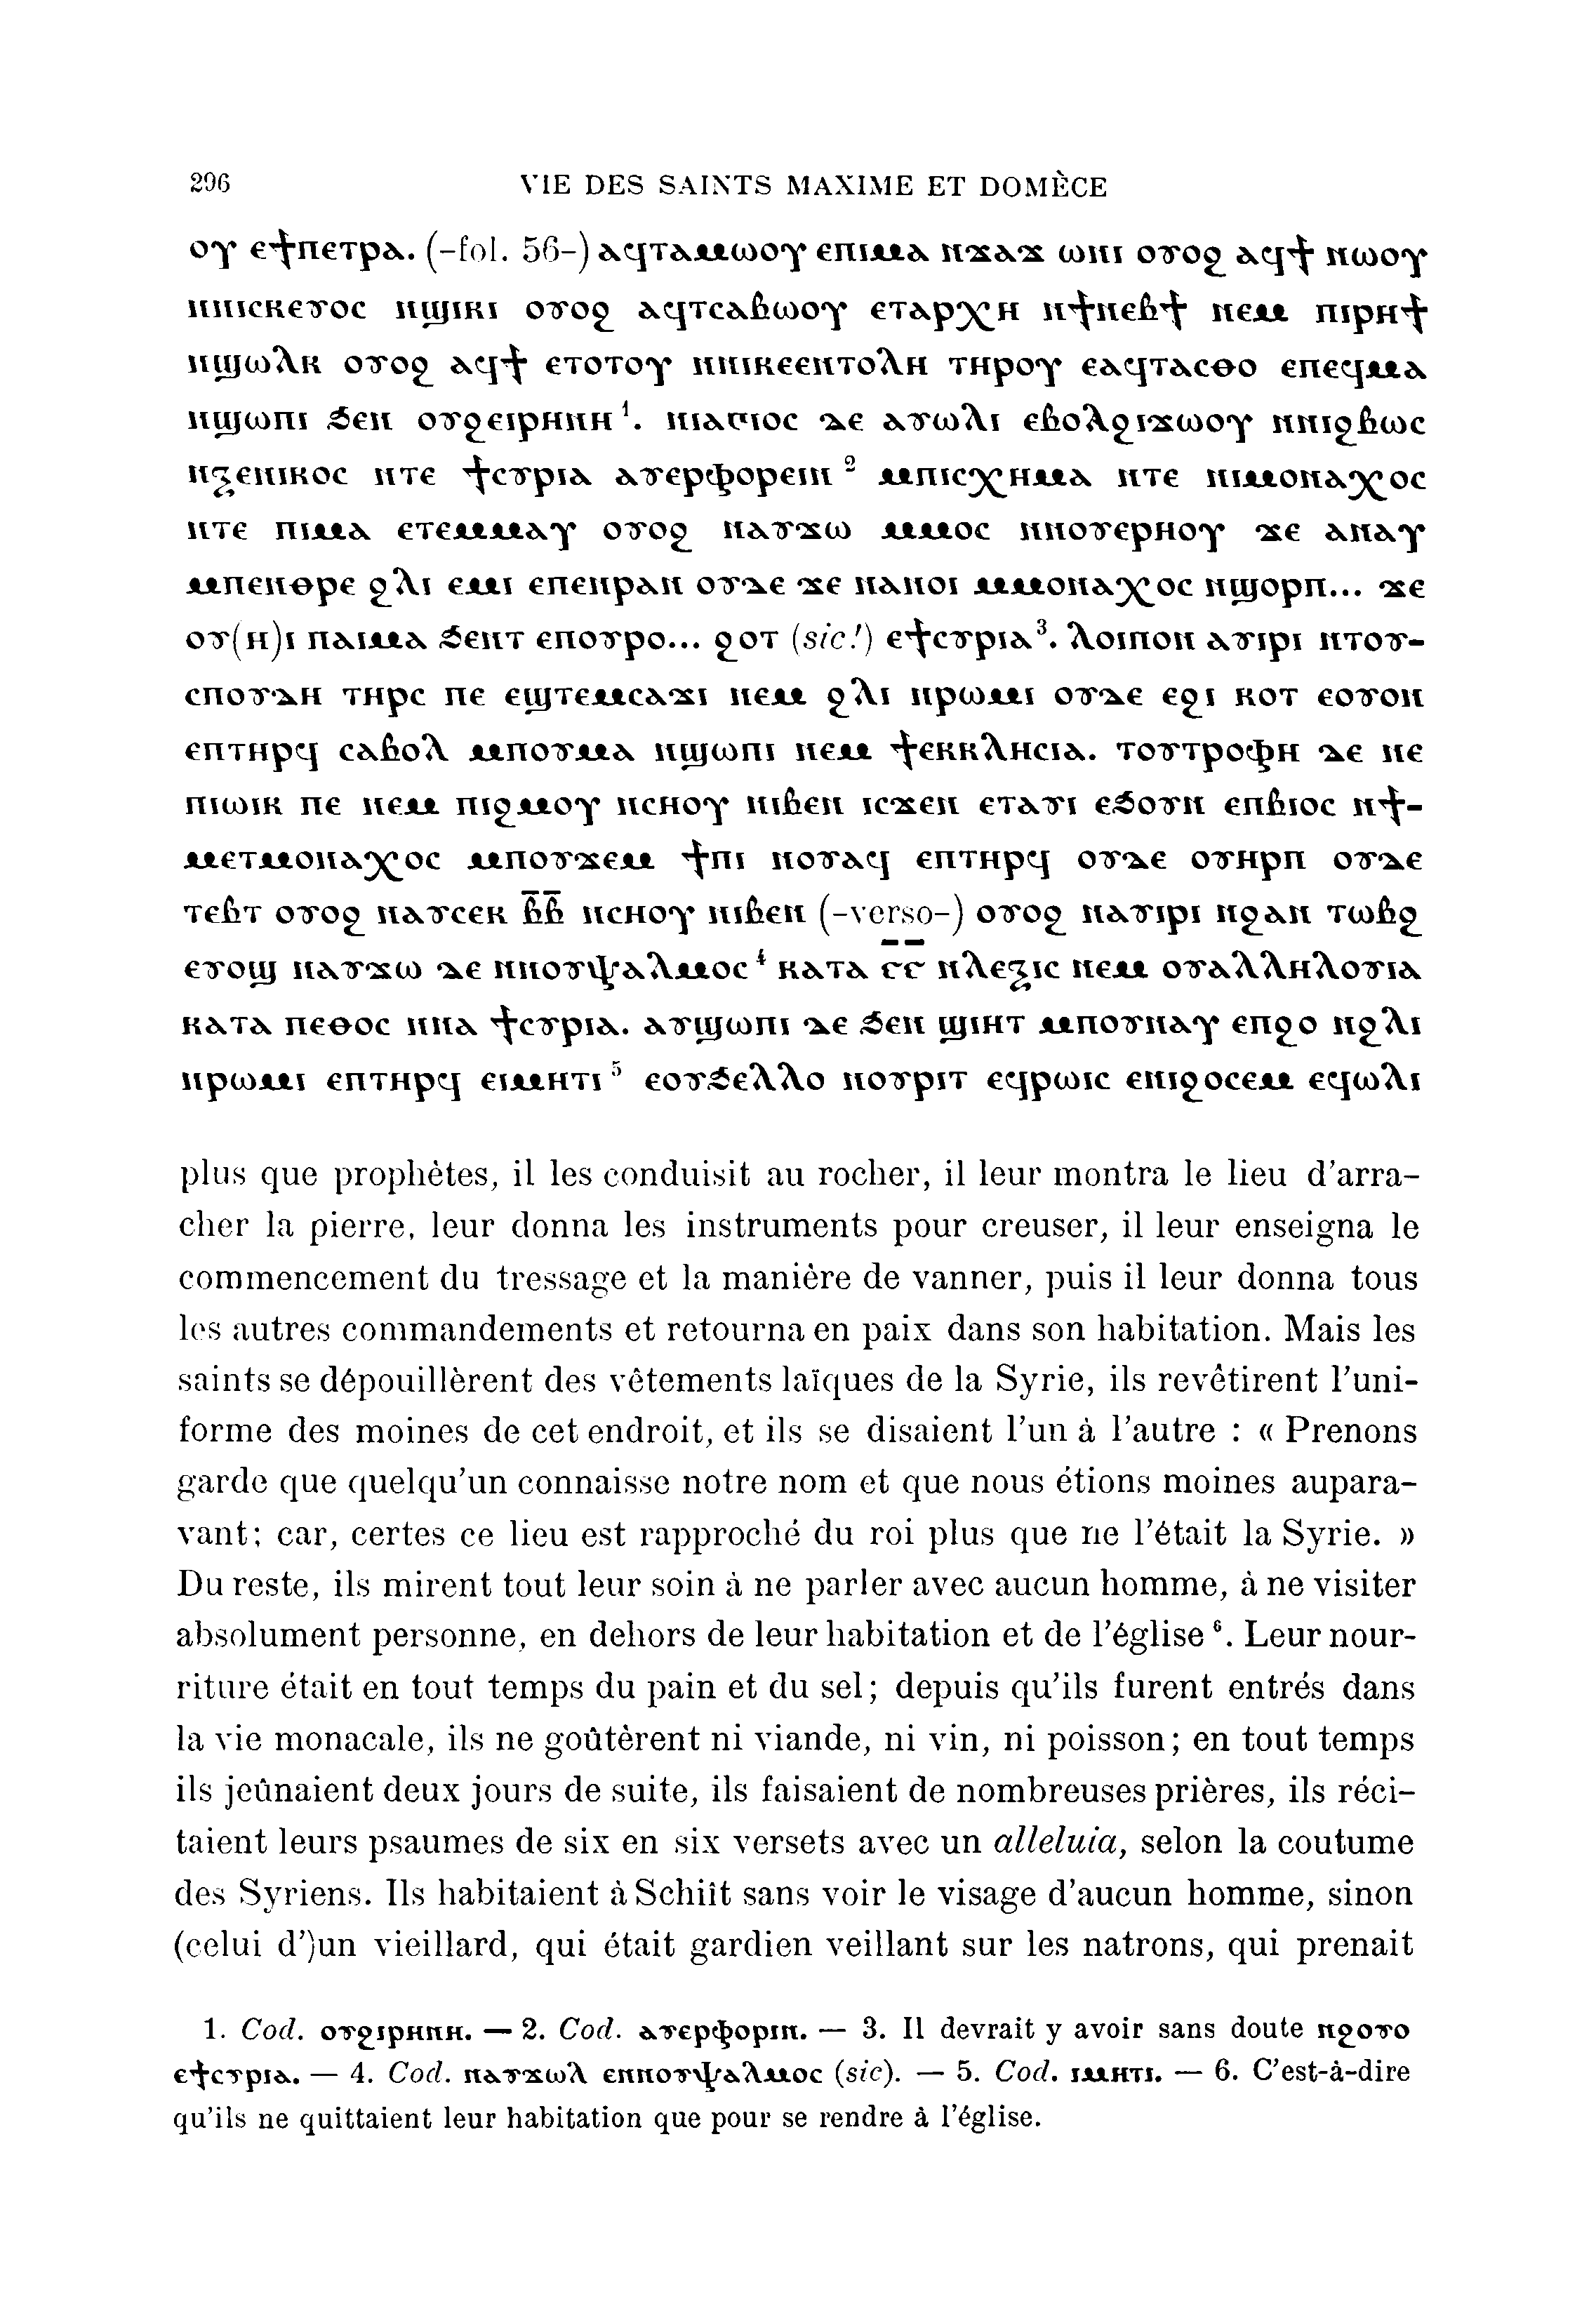 296 VIE DES SAINTS MAXIME ET DOMÈCE
ⲟⲩ ⲉϯⲡⲉⲧⲣⲁ. (-fol. 56-) ⲁϥⲧⲁⲙⲱⲟⲩ ⲉⲡⲓⲙⲁ ⲛϫⲁϫ ⲱⲛⲓ ⲟⲩⲟϩ ⲁϥϯ ⲛⲱⲟⲩ
ⲛⲛⲓⲥⲕⲉⲩⲟⲥ ⲛϣⲓⲕⲓ ⲟⲩⲟϩ ⲁϥⲧⲥⲁⲃⲱⲟⲩ ⲉⲧⲁⲣⲭⲏ ⲛϯⲛⲉⲃϯ ⲛⲉⲙ ⲡⲓⲣⲏϯ
ⲛϣⲱⲗⲕ ⲟⲩⲟϩ ⲁϥϯ ⲉⲧⲟⲧⲟⲩ ⲛⲛⲓⲕⲉⲉⲛⲧⲟⲗⲏ ⲧⲏⲣⲟⲩ ⲉⲁϥⲧⲁⲥⲑⲟ ⲉⲡⲉϥⲙⲁ
ⲛϣⲱⲡⲓ ϧⲉⲛ ⲟⲩϩⲉⲓⲣⲏⲛⲏ¹. ⲛⲓⲁⲅⲓⲟⲥ ⲇⲉ ⲁⲩⲱⲗⲓ ⲉⲃⲟⲗϩⲓϫⲱⲟⲩ ⲛⲛⲓϩⲃⲱⲥ
ⲛⲝⲉⲛⲓⲕⲟⲥ ⲛⲧⲉ ϯⲥⲩⲣⲓⲁ ⲁⲩⲉⲣⲫⲟⲣⲉⲓⲛ² ⲙⲡⲓⲥⲭⲏⲙⲁ ⲛⲧⲉ ⲛⲓⲙⲟⲛⲁⲭⲟⲥ
ⲛⲧⲉ ⲡⲓⲙⲁ ⲉⲧⲉⲙⲙⲁⲩ ⲟⲩⲟϩ ⲛⲁⲩϫⲱ ⲙⲙⲟⲥ ⲛⲛⲟⲩⲉⲣⲏⲟⲩ ϫⲉ ⲁⲛⲁⲩ
ⲙⲡⲉⲛⲑⲣⲉ ϩⲗⲓ ⲉⲙⲓ ⲉⲡⲉⲛⲣⲁⲛ ⲟⲩⲇⲉ ϫⲉ ⲛⲁⲛⲟⲓ ⲙⲙⲟⲛⲁⲭⲟⲥ ⲛϣⲟⲣⲡ... ϫⲉ
ⲟⲩ(ⲏ)ⲓ ⲡⲁⲓⲙⲁ ϧⲉⲛⲧ ⲉⲡⲟⲩⲣⲟ... ϩⲟⲧ (sic!) ⲉϯⲥⲩⲣⲓⲁ³. ⲗⲟⲓⲡⲟⲛ ⲁⲩⲓⲣⲓ ⲛⲧⲟⲩ-
ⲥⲡⲟⲩⲇⲏ ⲧⲏⲣⲥ ⲡⲉ ⲉϣⲧⲉⲙⲥⲁϫⲓ ⲛⲉⲙ ϩⲗⲓ ⲛⲣⲱⲙⲓ ⲟⲩⲇⲉ ⲉϩⲓ ⲕⲟⲧ ⲉⲟⲩⲟⲛ
ⲉⲡⲧⲏⲣϥ ⲥⲁⲃⲟⲗ ⲙⲡⲟⲩⲙⲁ ⲛϣⲱⲡⲓ ⲛⲉⲙ ϯⲉⲕⲕⲗⲏⲥⲓⲁ. ⲧⲟⲩⲧⲣⲟⲫⲏ ⲇⲉ ⲛⲉ
ⲡⲓⲱⲓⲕ ⲡⲉ ⲛⲉⲙ ⲡⲓϩⲙⲟⲩ ⲛⲥⲏⲟⲩ ⲛⲓⲃⲉⲛ ⲓⲥϫⲉⲛ ⲉⲧⲁⲩⲓ ⲉϧⲟⲩⲛ ⲉⲡⲃⲓⲟⲥ ⲛϯ-
ⲙⲉⲧⲙⲟⲛⲁⲭⲟⲥ ⲙⲡⲟⲩϫⲉⲙ ϯⲡⲓ ⲛⲟⲩⲁϥ ⲉⲡⲧⲏⲣϥ ⲟⲩⲇⲉ ⲟⲩⲏⲣⲡ ⲟⲩⲇⲉ
ⲧⲉⲃⲧ ⲟⲩⲟϩ ⲛⲁⲩⲥⲉⲕ ⲃ̅ⲃ̅ ⲛⲥⲏⲟⲩ ⲛⲓⲃⲉⲛ (-verso-) ⲟⲩⲟϩ ⲛⲁⲩⲓⲣⲓ ⲛϩⲁⲛ ⲧⲱⲃϩ
ⲉⲩⲟϣ ⲛⲁⲩϫⲱ ⲇⲉ ⲛⲛⲟⲩⲯⲁⲗⲙⲟⲥ⁴ ⲕⲁⲧⲁ ⲋ̅ⲋ̅ ⲛⲗⲉⲝⲓⲥ ⲛⲉⲙ ⲟⲩⲁⲗⲗⲏⲗⲟⲩⲓⲁ
ⲕⲁⲧⲁ ⲡⲉⲑⲟⲥ ⲛⲛⲁ ϯⲥⲩⲣⲓⲁ. ⲁⲩϣⲱⲡⲓ ⲇⲉ ϧⲉⲛ ϣⲓⲏⲧ ⲙⲡⲟⲩⲛⲁⲩ ⲉⲡϩⲟ ⲛϩⲗⲓ
ⲛⲣⲱⲙⲓ ⲉⲡⲧⲏⲣϥ ⲉⲓⲙⲏⲧⲓ⁵ ⲉⲟⲩϧⲉⲗⲗⲟ ⲛⲟⲩⲣⲓⲧ ⲉϥⲣⲱⲓⲥ ⲉⲛⲓϩⲟⲥⲉⲙ ⲉϥⲱⲗⲓ
plus que prophètes, il les conduisit au rocher, il leur montra le lieu d'arra-
cher la pierre, leur donna les instruments pour creuser, il leur enseigna le
commencement du tressage et la manière de vanner, puis il leur donna tous
les autres commandements et retourna en paix dans son habitation. Mais les
saints se dépouillèrent des vêtements laïques de la Syrie, ils revêtirent l'uni-
forme des moines de cet endroit, et ils se disaient l'un à l'autre : « Prenons
garde que quelqu'un connaisse notre nom et que nous étions moines aupara-
vant; car, certes ce lieu est rapproché du roi plus que ne l'était la Syrie. »
Du reste, ils mirent tout leur soin à ne parler avec aucun homme, à ne visiter
absolument personne, en dehors de leur habitation et de l'église⁶. Leur nour-
riture était en tout temps du pain et du sel; depuis qu'ils furent entrés dans
la vie monacale, ils ne goûtèrent ni viande, ni vin, ni poisson; en tout temps
ils jeûnaient deux jours de suite, ils faisaient de nombreuses prières, ils réci-
taient leurs psaumes de six en six versets avec un alleluia, selon la coutume
des Syriens. Ils habitaient à Schiît sans voir le visage d'aucun homme, sinon
(celui d')un vieillard, qui était gardien veillant sur les natrons, qui prenait
1. Cod. ⲟⲩϩⲓⲣⲏⲛⲏ. — 2. Cod. ⲁⲩⲉⲣⲫⲟⲣⲓⲛ. — 3. Il devrait y avoir sans doute ⲛϩⲟⲩⲟ
ⲉϯⲥⲩⲣⲓⲁ. — 4. Cod. ⲛⲁⲩϫⲱⲗ ⲉⲛⲛⲟⲩⲯⲁⲗⲙⲟⲥ (sic). — 5. Cod. ⲓⲙⲏⲧⲓ. — 6. C'est-à-dire
qu'ils ne quittaient leur habitation que pour se rendre à l'église.